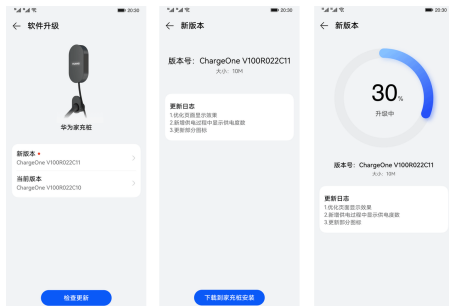 20:30
← 软件升级
华为家充桩
新版本
ChargeOne V100R022C11
当前版本
ChargeOne V100R022C10
检查更新
20:30
← 新版本
版本号：ChargeOne V100R022C11
大小：10M
更新日志
1.优化页面显示效果
2.新增供电过程中显示供电度数
3.更新部分图标
下载到家充桩安装
20:30
← 新版本
30%
升级中
版本号：ChargeOne V100R022C11
大小：10M
更新日志
1.优化页面显示效果
2.新增供电过程中显示供电度数
3.更新部分图标